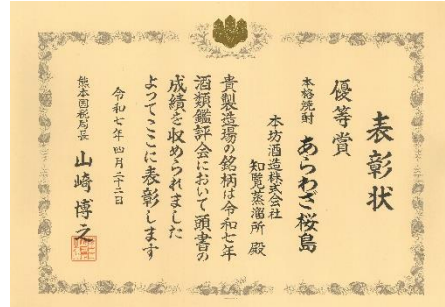 表彰状
優等賞
本格焼酎 あらわざ桜島
本坊酒造株式会社
知覧蒸溜所 殿
貴製造場の銘柄は令和七年
酒類鑑評会において頭書の
成績を収められました
よってここに表彰します
令和七年四月二十二日
熊本国税局長 山崎博之